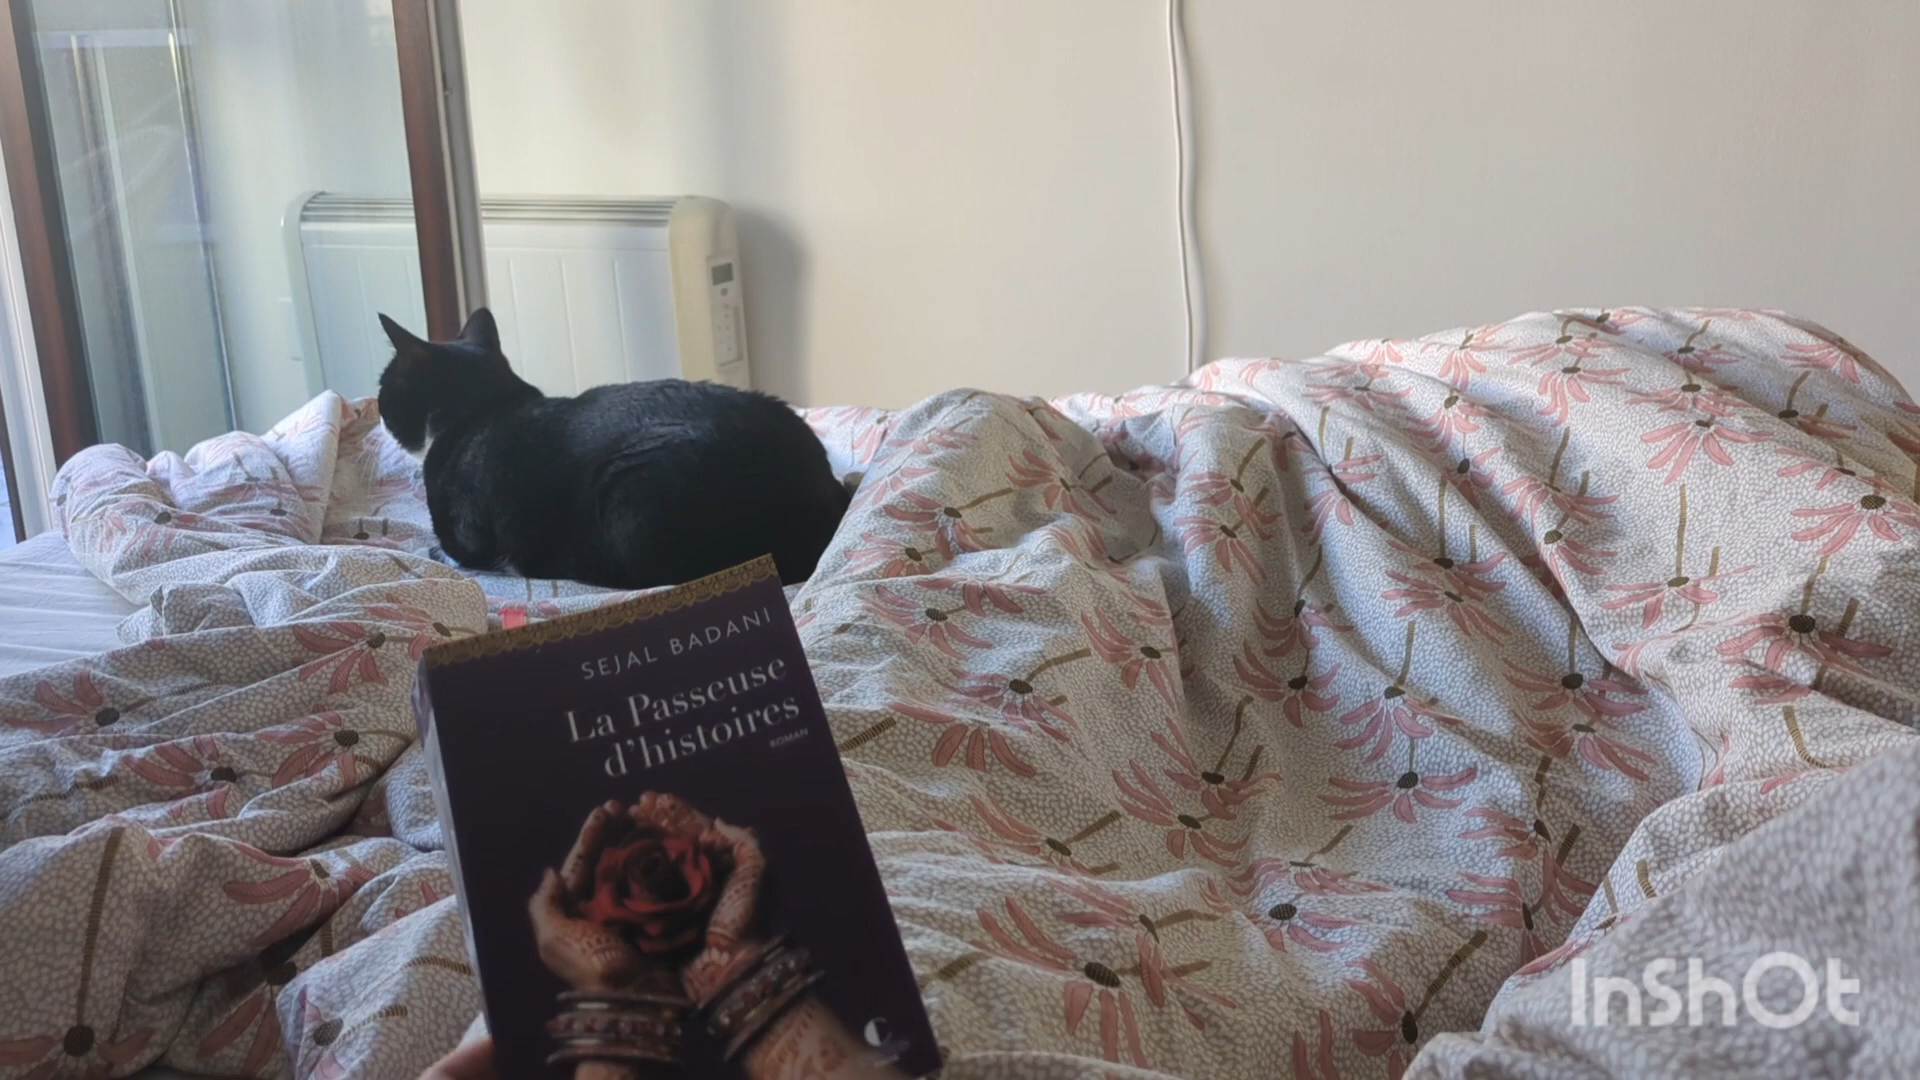 SEJAL BADANI
La Passeuse
d'histoires
ROMAN
InShOt